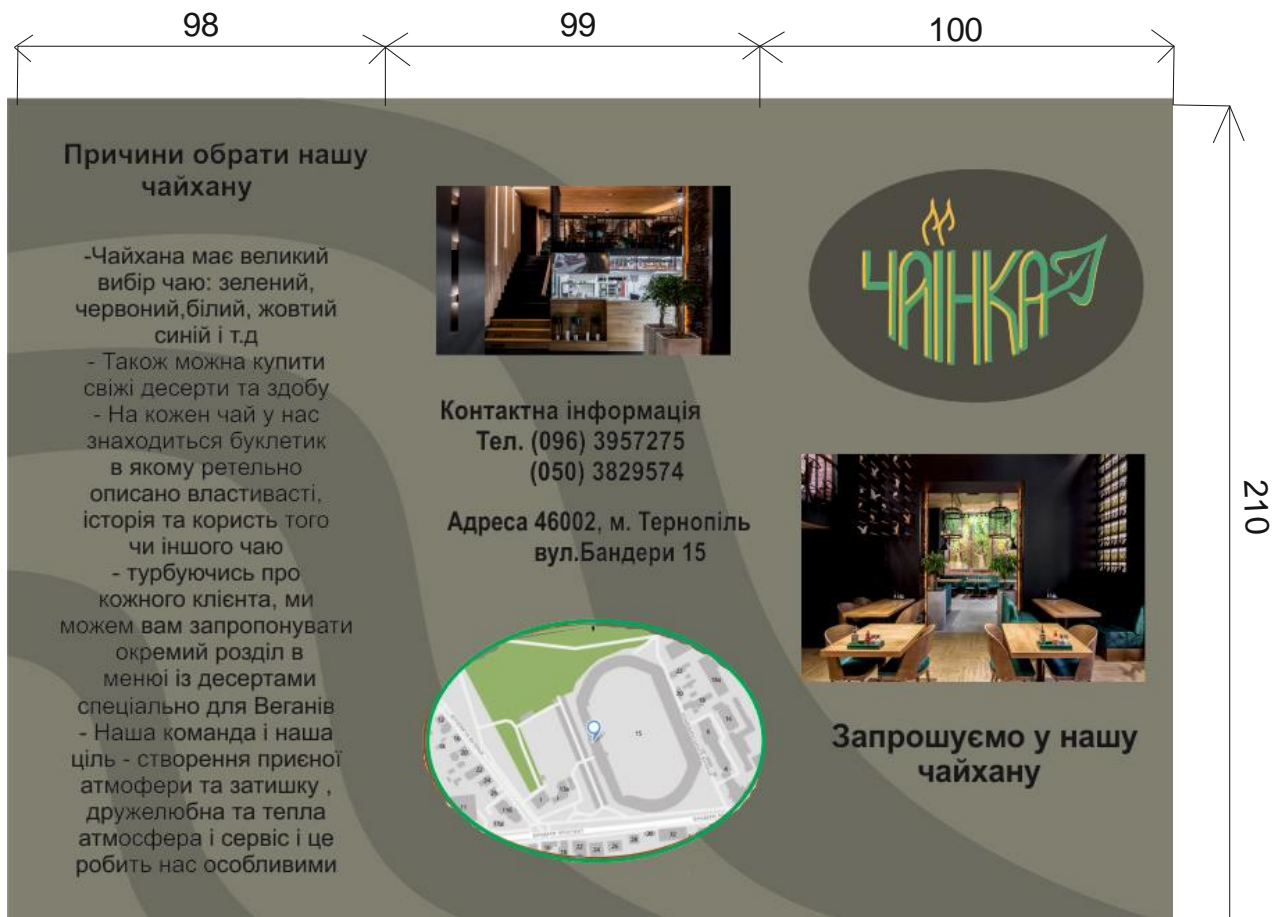 98
99
100
210
Причини обрати нашу
чайхану
-Чайхана має великий
вибір чаю: зелений,
червоний,білий, жовтий
синій і т.д
- Також можна купити
свіжі десерти та здобу
- На кожен чай у нас
знаходиться буклетик
в якому ретельно
описано властивасті,
історія та користь того
чи іншого чаю
- турбуючись про
кожного клієнта, ми
можем вам запропонувати
окремий розділ в
менюі із десертами
спеціально для Веганів
- Наша команда і наша
ціль - створення приєної
атмофери та затишку ,
дружелюбна та тепла
атмосфера і сервіс і це
робить нас особливими
Контактна інформація
Тел. (096) 3957275
(050) 3829574
Адреса 46002, м. Тернопіль
вул.Бандери 15
15
ЧАЇНКА
Запрошуємо у нашу
чайхану